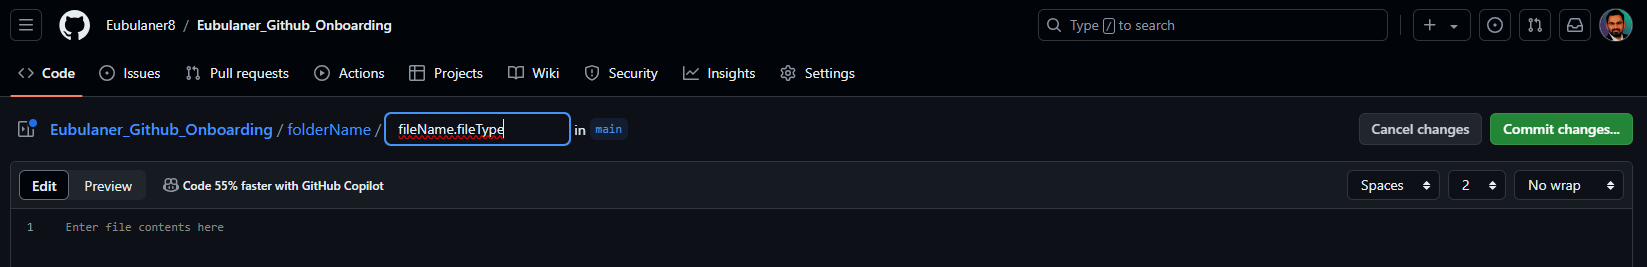 Eubulaner8 / Eubulaner_Github_Onboarding Type / to search
Code Issues Pull requests Actions Projects Wiki Security Insights Settings
Eubulaner_Github_Onboarding / folderName / fileName.fileType in main Cancel changes Commit changes...
Edit Preview Code 55% faster with GitHub Copilot Spaces 2 No wrap
1 Enter file contents here